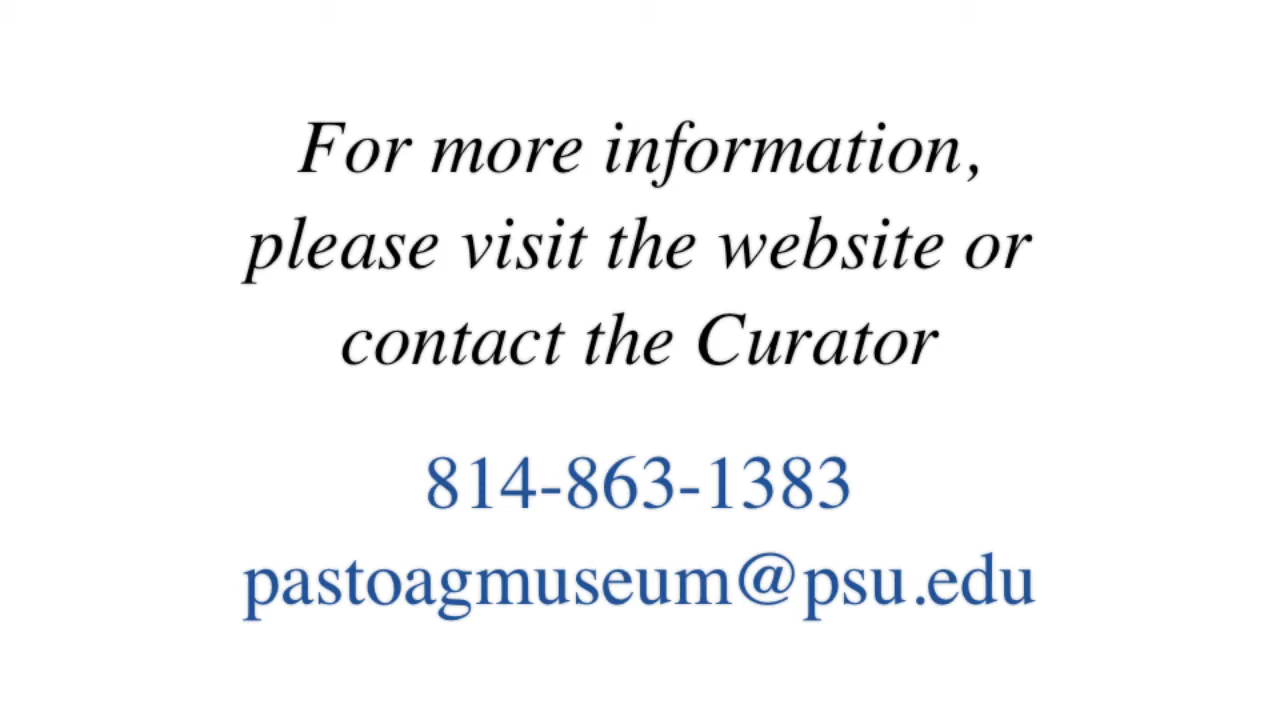 For more information,
please visit the website or
contact the Curator
814-863-1383
pastoagmuseum@psu.edu